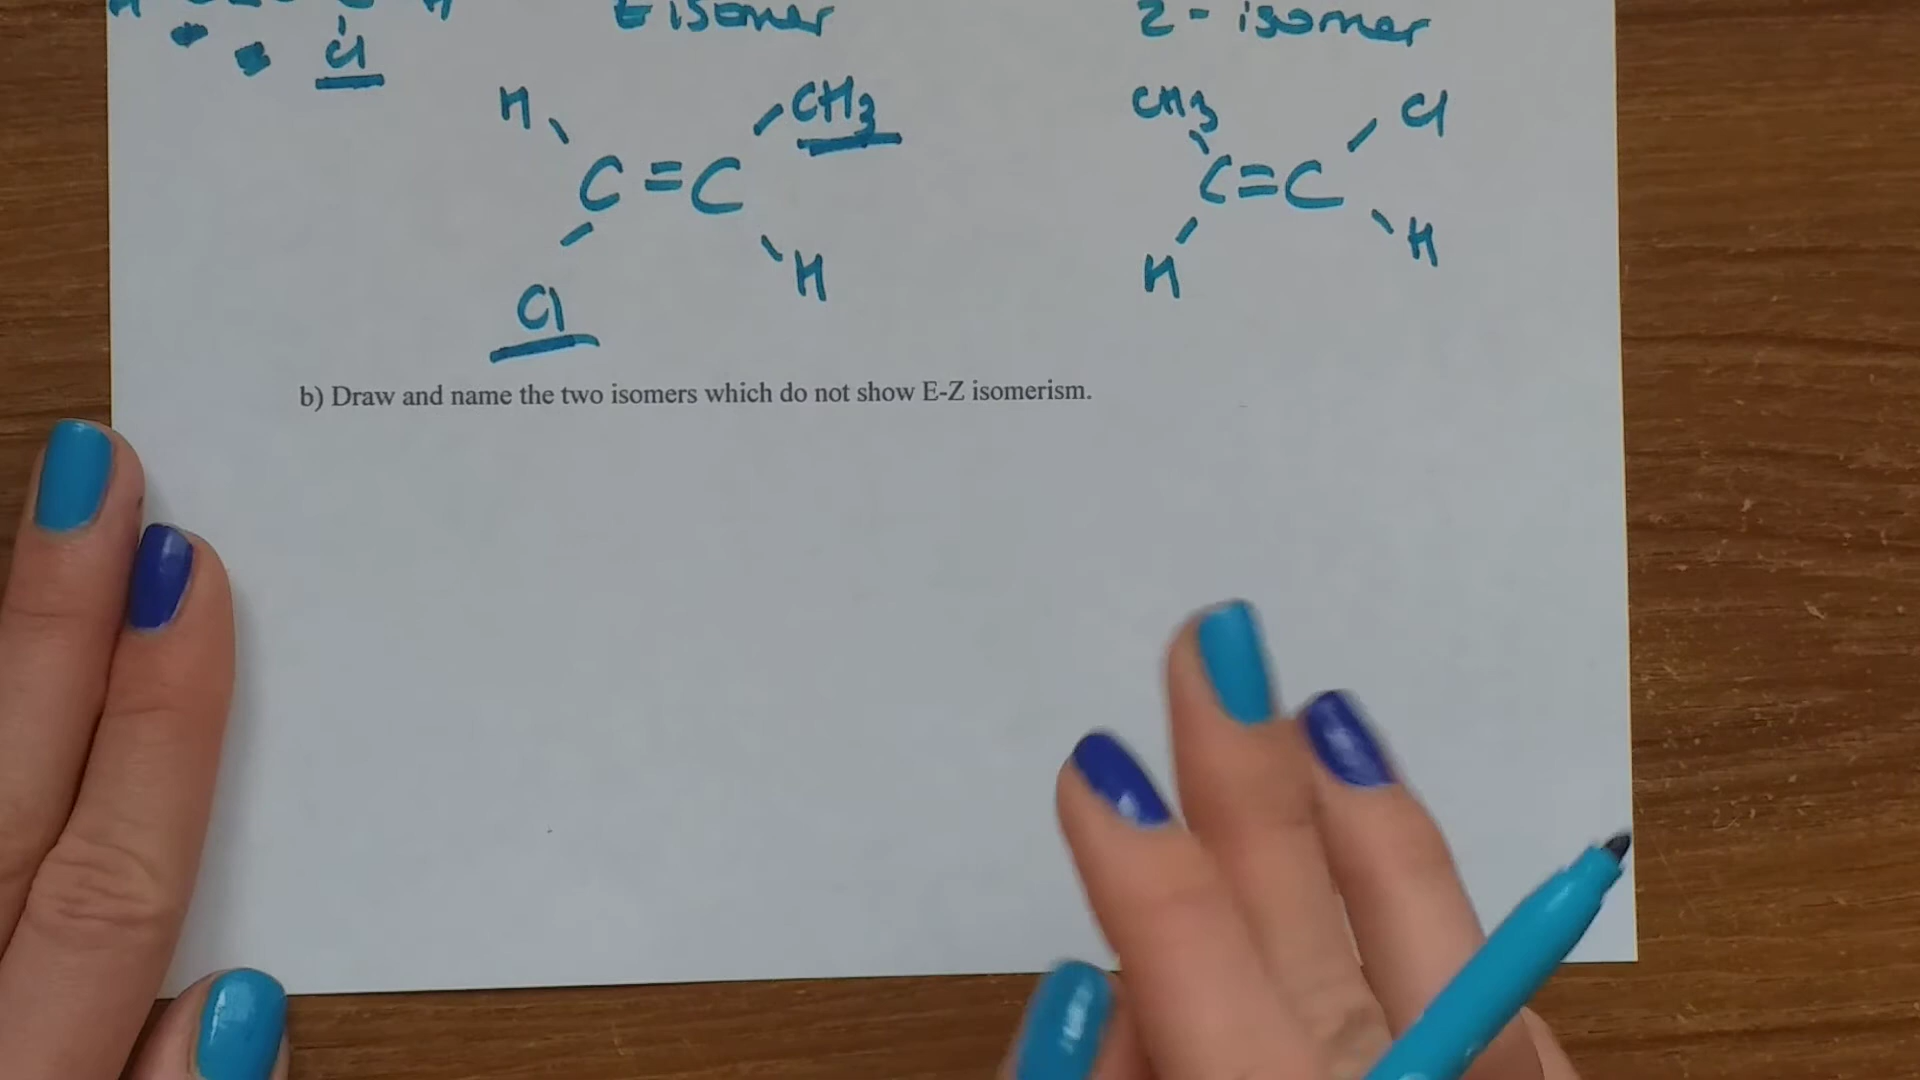 H H
E isomer Z - isomer
Cl
H CH3 CH3 Cl
C = C C = C
H H H
Cl
b) Draw and name the two isomers which do not show E-Z isomerism.